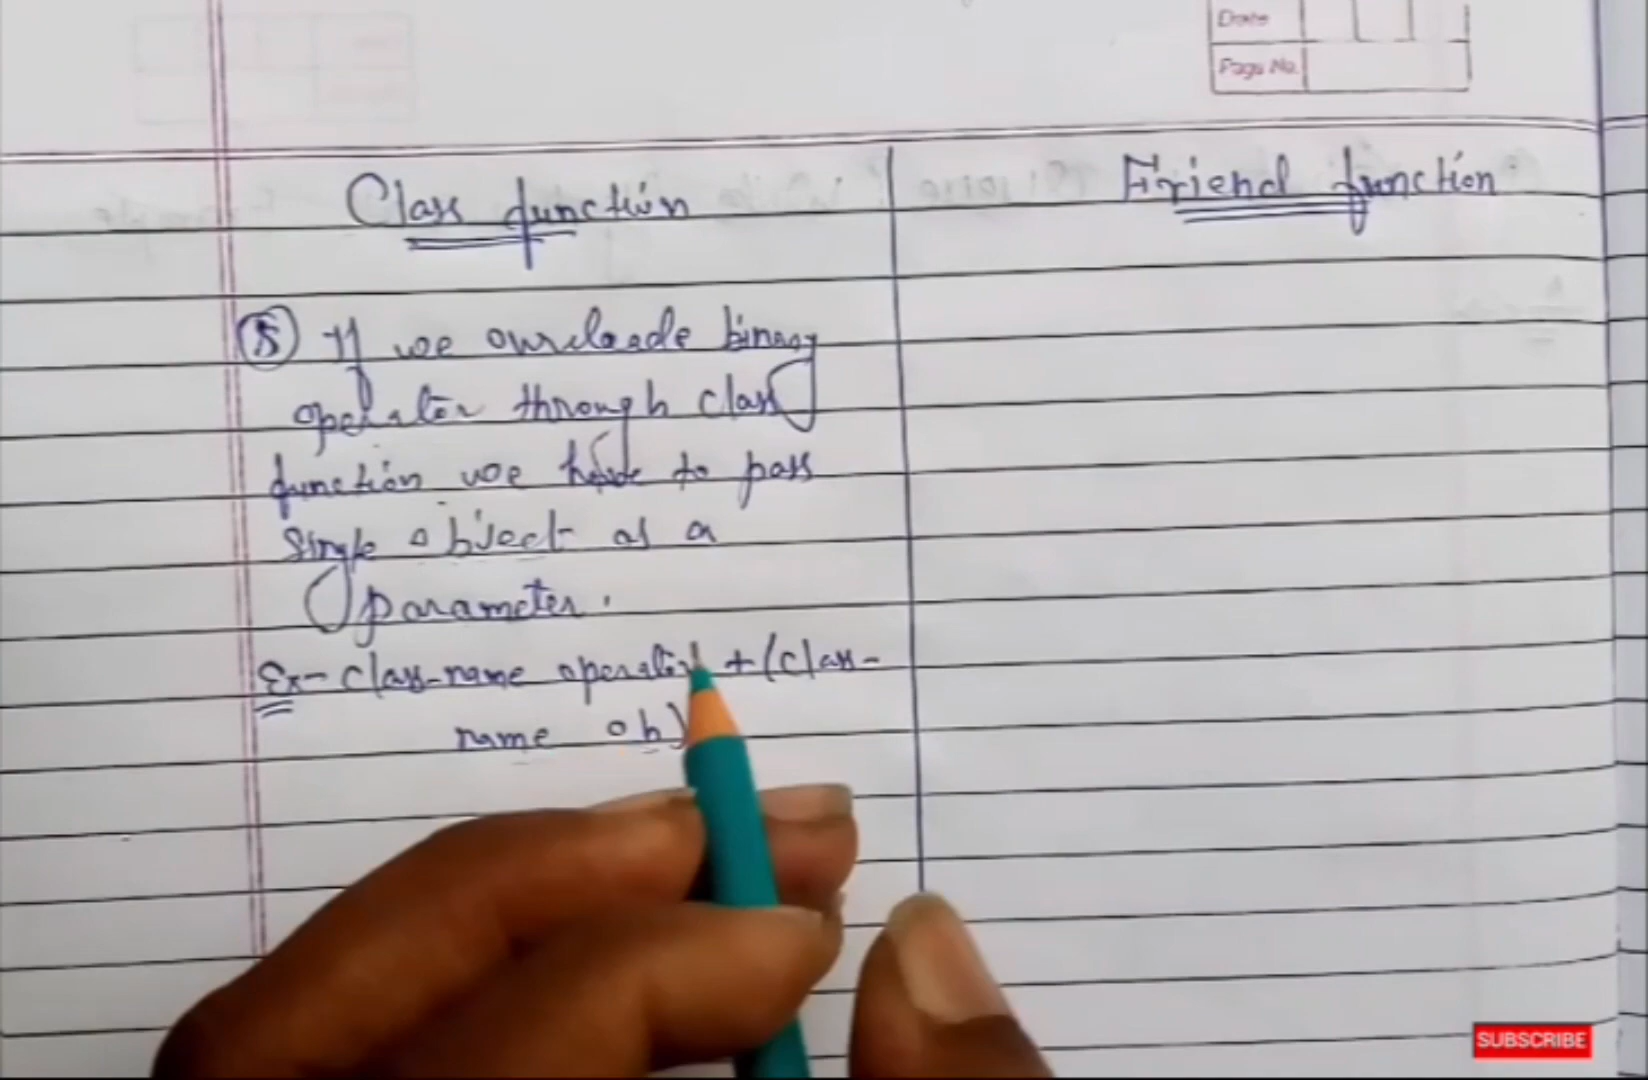 Date
Page No.
Class function
Friend function
⑤ If we overloade binary
operator through class
function we have to pass
single object as a
parameter.
Ex- class-name operator +(class-
name ob)
SUBSCRIBE